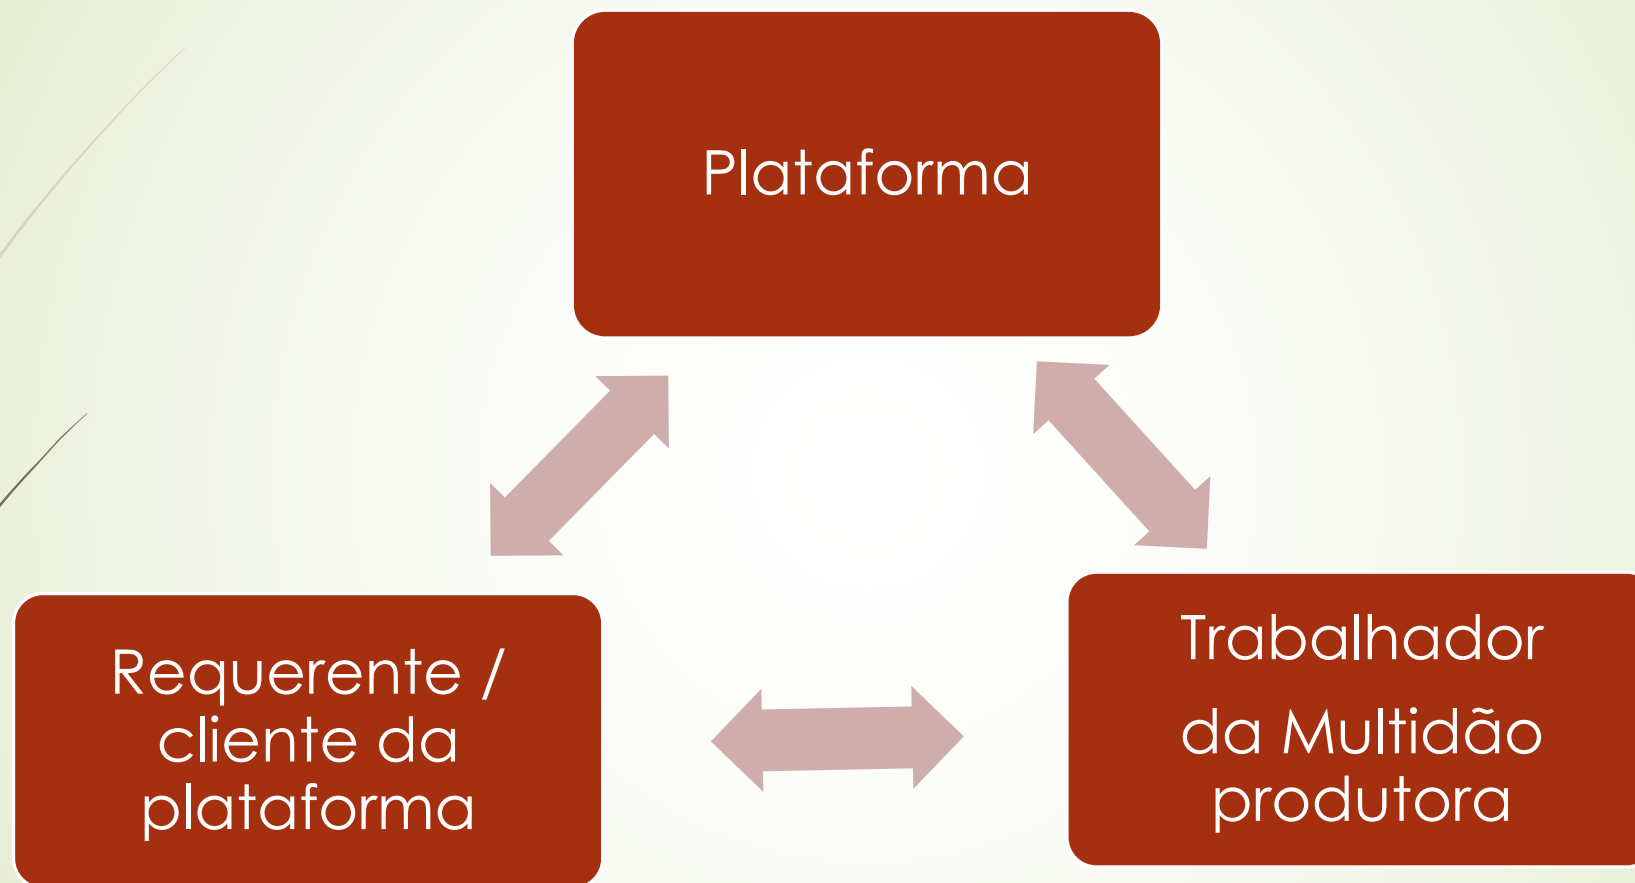 Plataforma
Requerente /
cliente da
plataforma
Trabalhador
da Multidão
produtora